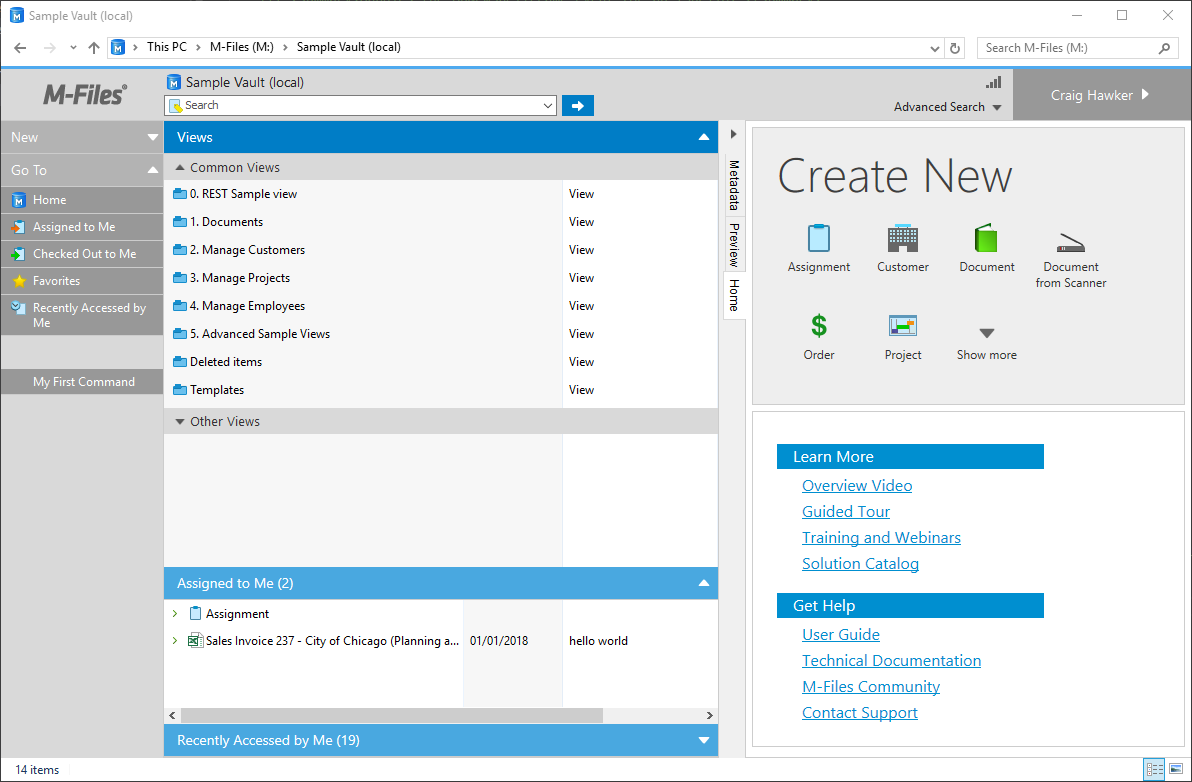 Sample Vault (local)
This PC > M-Files (M:) > Sample Vault (local)
Search M-Files (M:)
M-Files®
Sample Vault (local)
Search
Advanced Search
Craig Hawker
New
Go To
Home
Assigned to Me
Checked Out to Me
Favorites
Recently Accessed by
Me
My First Command
Views
Common Views
0. REST Sample view View
1. Documents View
2. Manage Customers View
3. Manage Projects View
4. Manage Employees View
5. Advanced Sample Views View
Deleted items View
Templates View
Other Views
Assigned to Me (2)
Assignment
Sales Invoice 237 - City of Chicago (Planning a... 01/01/2018 hello world
Recently Accessed by Me (19)
Metadata
Preview
Home
Create New
Assignment
Customer
Document
Document
from Scanner
Order
Project
Show more
Learn More
Overview Video
Guided Tour
Training and Webinars
Solution Catalog
Get Help
User Guide
Technical Documentation
M-Files Community
Contact Support
14 items